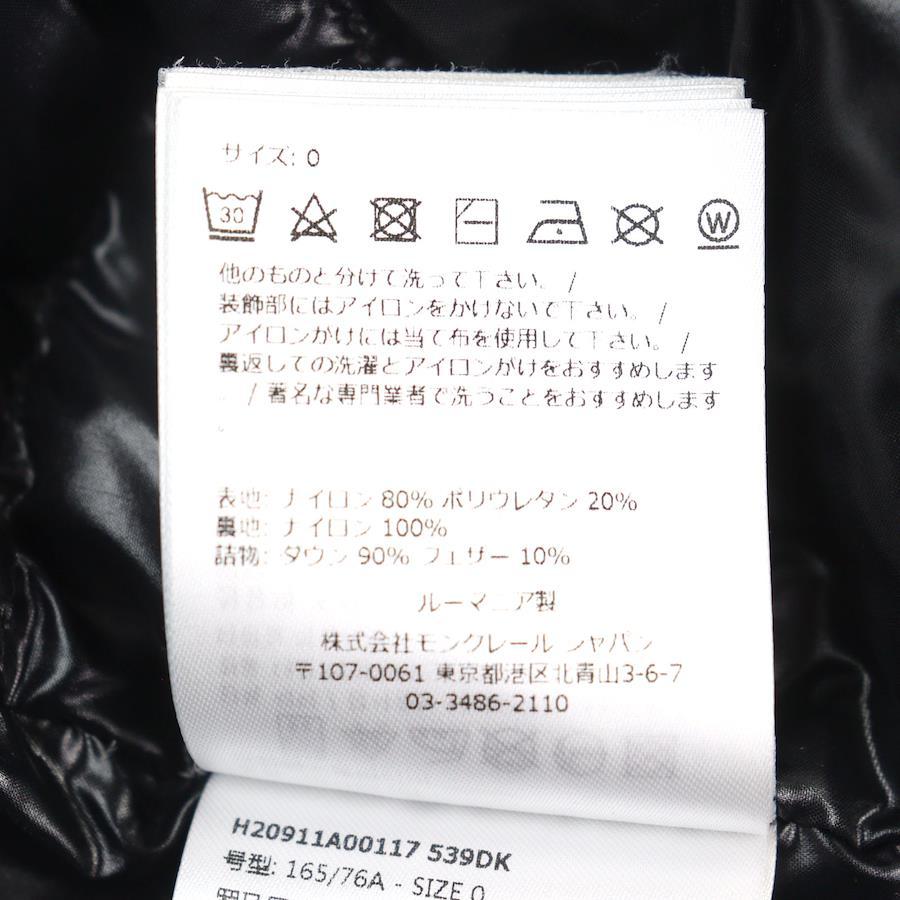 サイズ: 0
30
W
他のものと分けて洗って下さい。 /
装飾部にはアイロンをかけないで下さい。 /
アイロンがけには当て布を使用して下さい。 /
裏返しての洗濯とアイロンがけをおすすめします
。 / 著名な専門業者で洗うことをおすすめします
。
表地: ナイロン 80% ポリウレタン 20%
裏地: ナイロン 100%
詰物: ダウン 90% フェザー 10%
ルーマニア製
株式会社モンクレール ジャパン
〒107-0061 東京都港区北青山3-6-7
03-3486-2110
H20911A00117 539DK
号型: 165/76A - SIZE 0